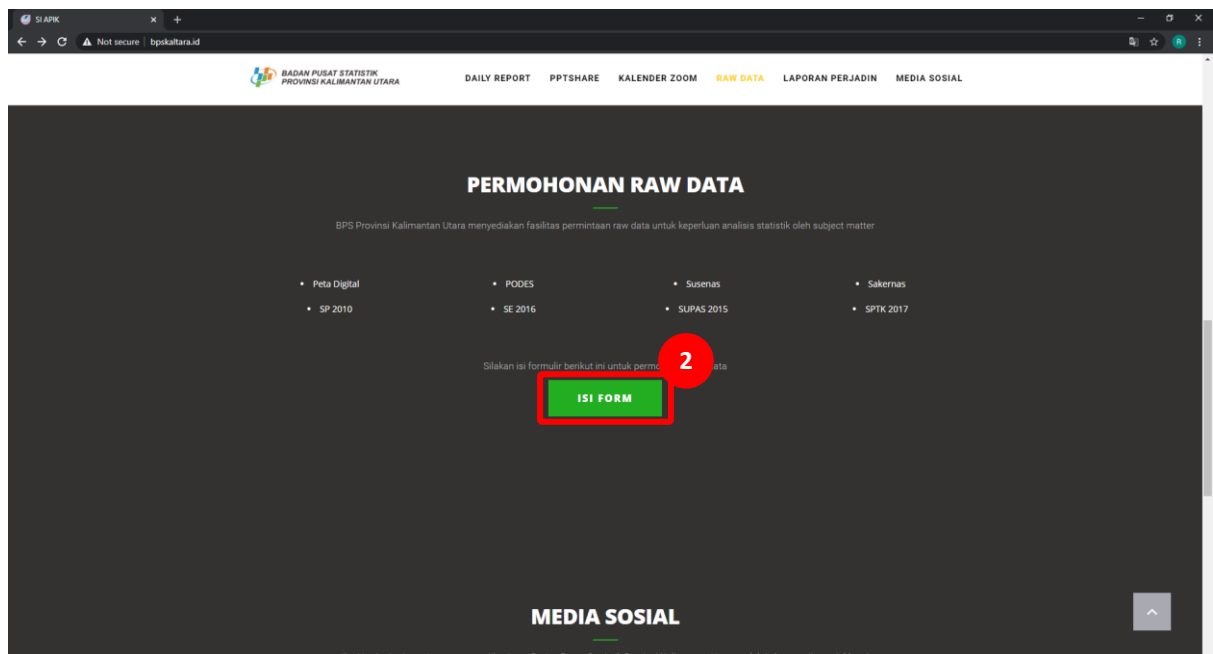 SI APIK
Not secure | bpskaltara.id
R
BADAN PUSAT STATISTIK
PROVINSI KALIMANTAN UTARA
DAILY REPORT PPTSHARE KALENDER ZOOM RAW DATA LAPORAN PERJADIN MEDIA SOSIAL
PERMOHONAN RAW DATA
BPS Provinsi Kalimantan Utara menyediakan fasilitas permintaan raw data untuk keperluan analisis statistik oleh subject matter
• Peta Digital • PODES • Susenas • Sakernas
• SP 2010 • SE 2016 • SUPAS 2015 • SPTK 2017
Silakan isi formulir berikut ini untuk
2
ISI FORM
MEDIA SOSIAL